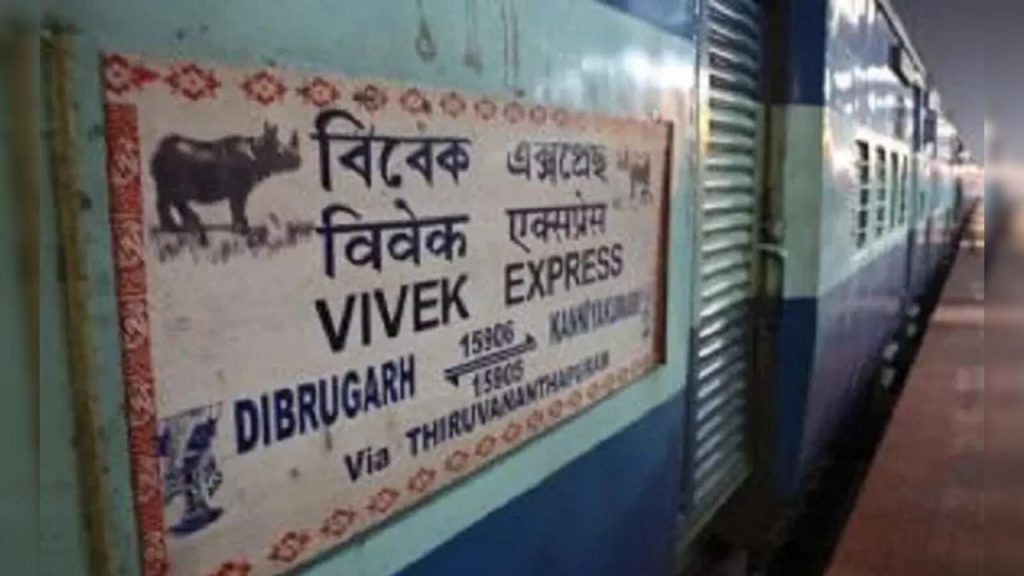 বিবেক এক্সপ্ৰেছ
विवेक एक्सप्रेस
VIVEK EXPRESS
DIBRUGARH 15906 KANNIYAKUMARI
15905
Via THIRUVANANTHAPURAM